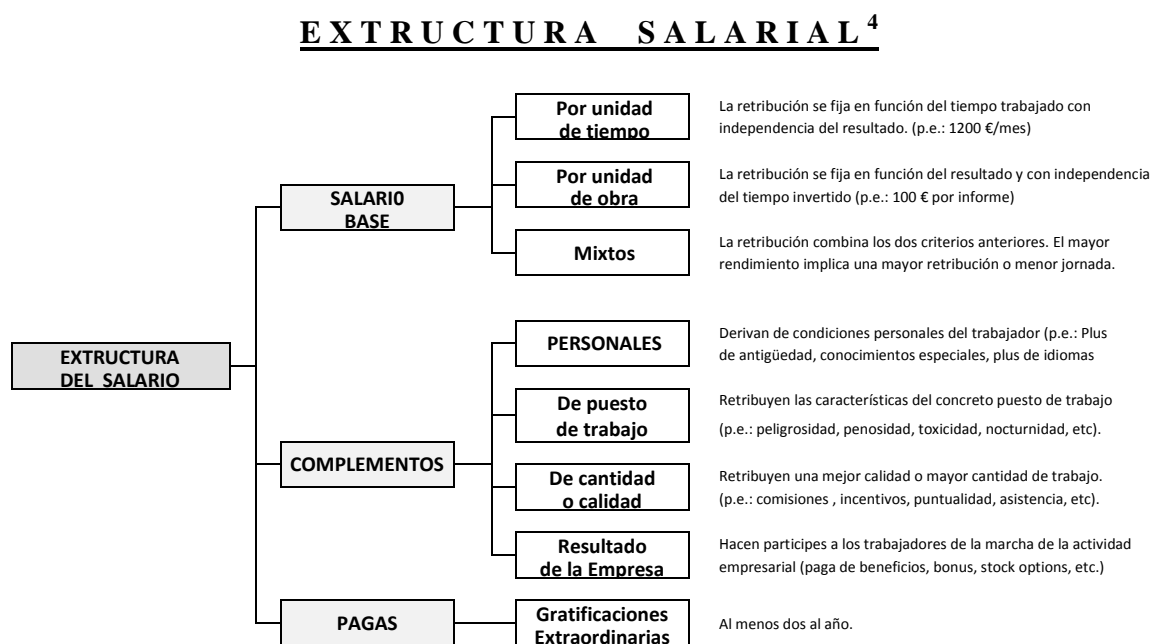 EXTRUCTURA SALARIAL⁴
Por unidad
de tiempo
La retribución se fija en función del tiempo trabajado con
independencia del resultado. (p.e.: 1200 €/mes)
SALARI0
BASE
Por unidad
de obra
La retribución se fija en función del resultado y con independencia
del tiempo invertido (p.e.: 100 € por informe)
Mixtos
La retribución combina los dos criterios anteriores. El mayor
rendimiento implica una mayor retribución o menor jornada.
EXTRUCTURA
DEL SALARIO
PERSONALES
Derivan de condiciones personales del trabajador (p.e.: Plus
de antigüedad, conocimientos especiales, plus de idiomas
De puesto
de trabajo
Retribuyen las características del concreto puesto de trabajo
(p.e.: peligrosidad, penosidad, toxicidad, nocturnidad, etc).
COMPLEMENTOS
De cantidad
o calidad
Retribuyen una mejor calidad o mayor cantidad de trabajo.
(p.e.: comisiones , incentivos, puntualidad, asistencia, etc).
Resultado
de la Empresa
Hacen participes a los trabajadores de la marcha de la actividad
empresarial (paga de beneficios, bonus, stock options, etc.)
PAGAS
Gratificaciones
Extraordinarias
Al menos dos al año.